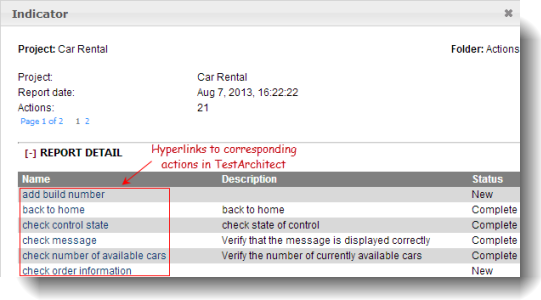 Indicator
Project: Car Rental Folder: Actions
Project: Car Rental
Report date: Aug 7, 2013, 16:22:22
Actions: 21
Page 1 of 2 1 2
Hyperlinks to corresponding
actions in TestArchitect
[-] REPORT DETAIL
Name Description Status
add build number New
back to home back to home Complete
check control state check state of control Complete
check message Verify that the message is displayed correctly Complete
check number of available cars Verify the number of currently available cars Complete
check order information New